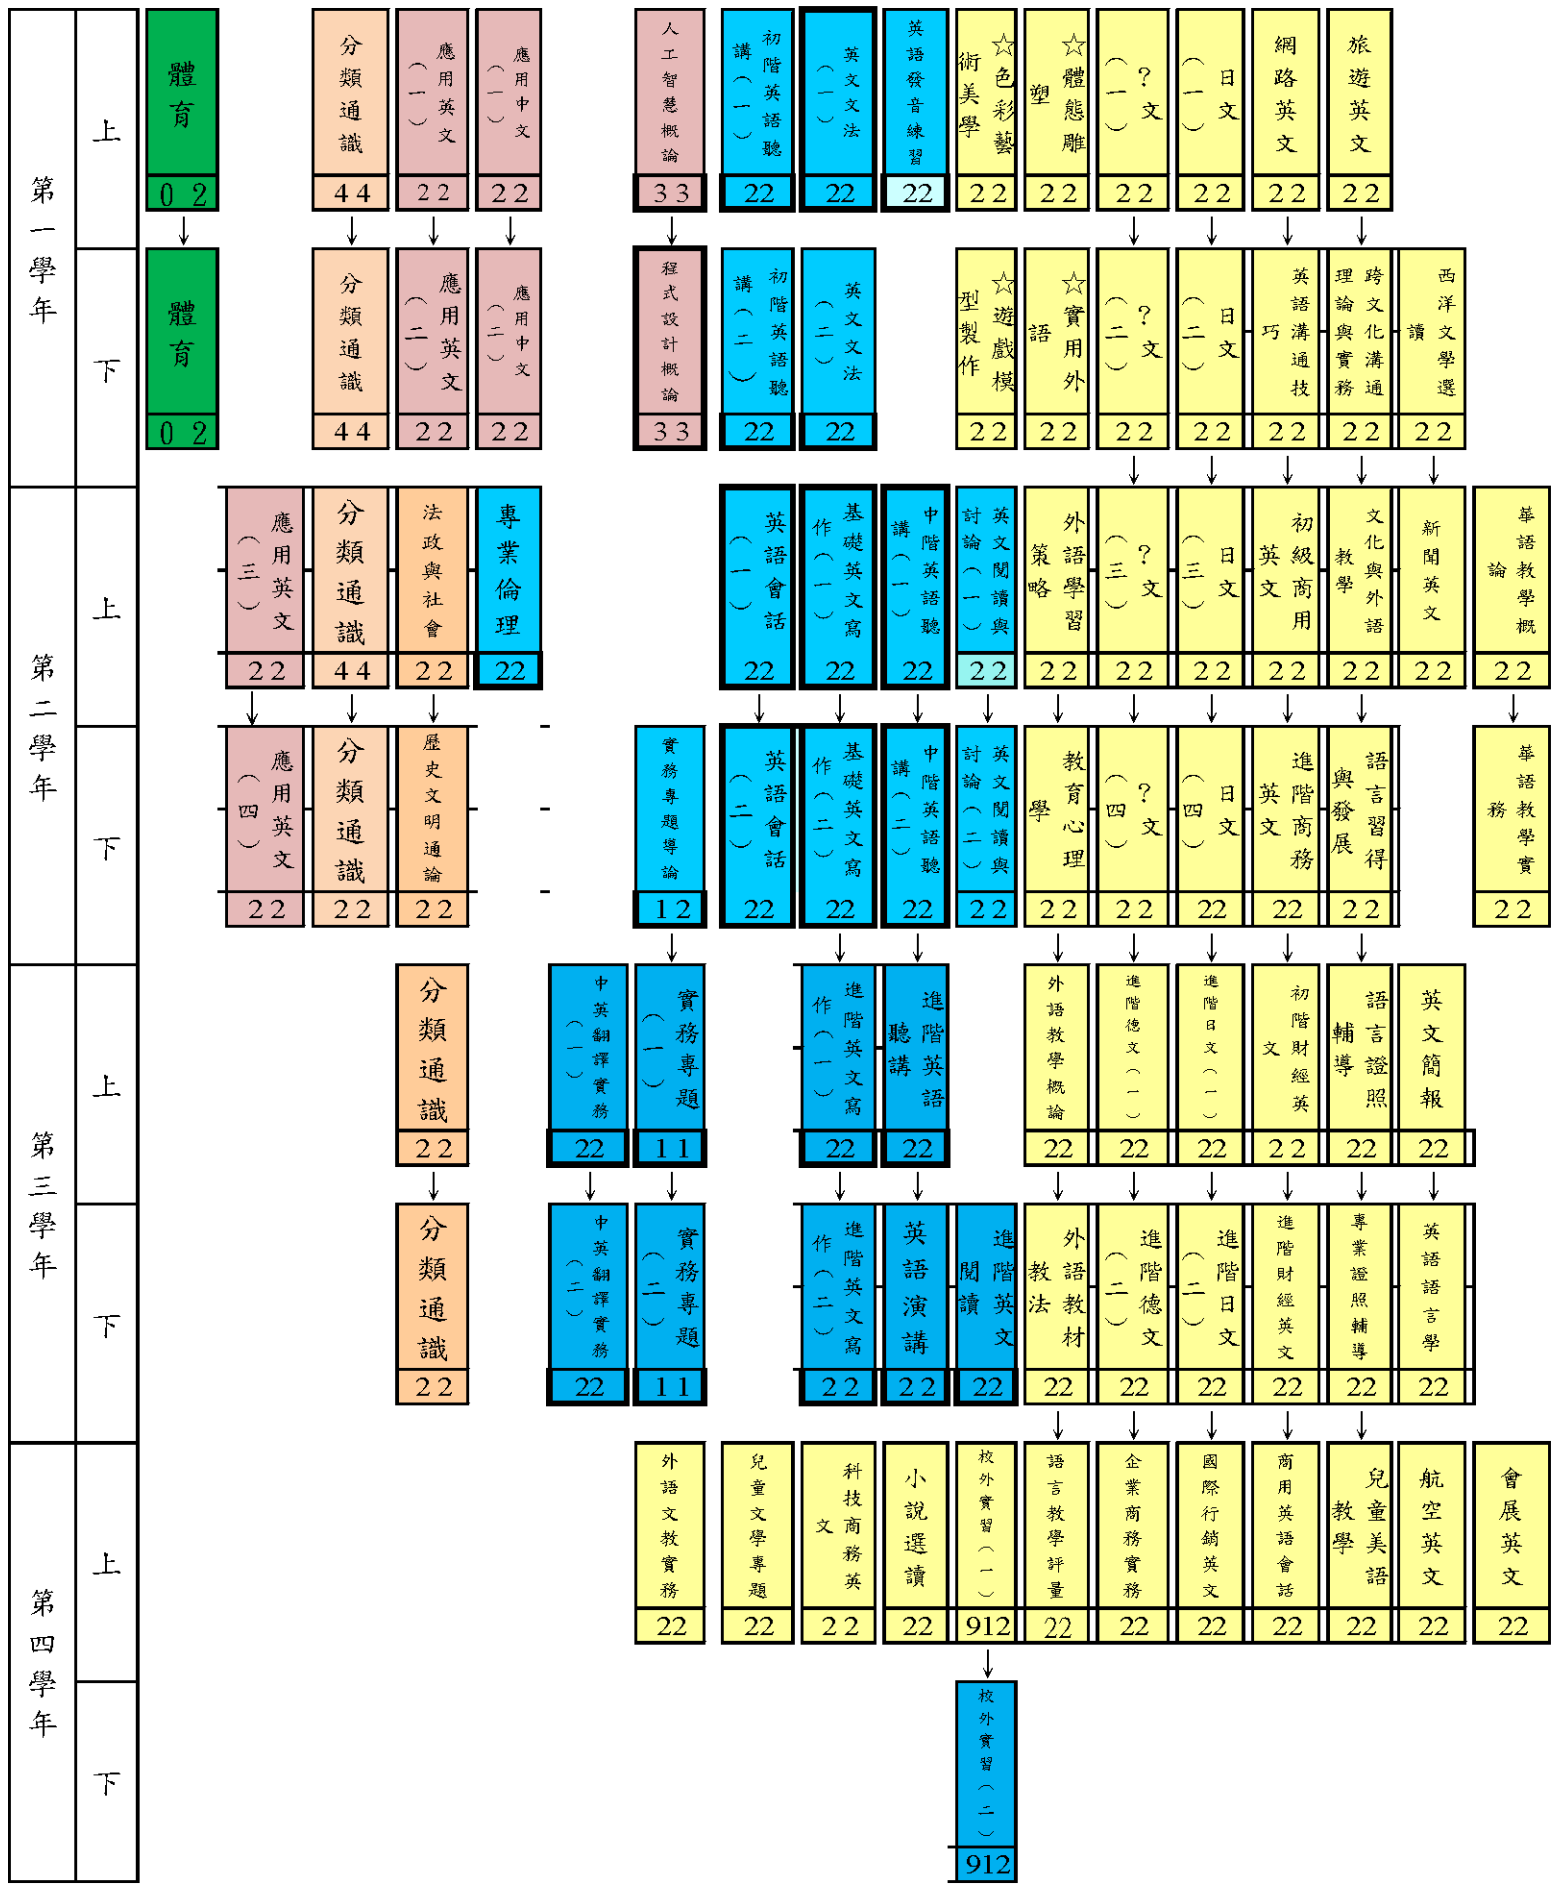 第一學年
上
體育
0 2
分類通識
4 4
應用英文（一）
2 2
應用中文（一）
2 2
人工智慧概論
3 3
初階英語聽講（一）
22
英文文法（一）
22
英語發音練習
22
☆色彩藝術美學
2 2
☆體態雕塑
2 2
？文（一）
2 2
日文（一）
2 2
網路英文
2 2
旅遊英文
2 2
下
體育
0 2
分類通識
4 4
應用英文（二）
2 2
應用中文（二）
2 2
程式設計概論
3 3
初階英語聽講（二）
22
英文文法（二）
22
☆遊戲模型製作
2 2
☆實用外語
2 2
？文（二）
2 2
日文（二）
2 2
英語溝通技巧
2 2
跨文化溝通理論與實務
2 2
西洋文學選讀
2 2
第二學年
上
應用英文（三）
2 2
分類通識
4 4
法政與社會
2 2
專業倫理
22
英語會話（一）
22
基礎英文寫作（一）
22
中階英語聽講（一）
22
英文閱讀與討論（一）
2 2
外語學習策略
2 2
？文（三）
2 2
日文（三）
2 2
初級商用英文
2 2
文化與外語教學
2 2
新聞英文
2 2
華語教學概論
2 2
下
應用英文（四）
2 2
分類通識
2 2
歷史文明通論
2 2
實務專題導論
1 2
英語會話（二）
22
基礎英文寫作（二）
22
中階英語聽講（二）
22
英文閱讀與討論（二）
2 2
教育心理學
2 2
？文（四）
2 2
日文（四）
22
進階商務英文
22
語言習得與發展
2 2
華語教學實務
2 2
第三學年
上
分類通識
2 2
中英翻譯實務（一）
22
實務專題（一）
1 1
進階英文寫作（一）
22
進階英語聽講
22
外語教學概論
22
進階德文（一）
22
進階日文（一）
22
初階財經英文
2 2
語言證照輔導
22
英文簡報
22
下
分類通識
2 2
中英翻譯實務（二）
22
實務專題（二）
1 1
進階英文寫作（二）
2 2
英語演講
2 2
進階英文閱讀
22
外語教材教法
22
進階德文（二）
22
進階日文（二）
22
進階財經英文
22
專業證照輔導
22
英語語言學
22
第四學年
上
外語文教實務
22
兒童文學專題
22
科技商務英文
2 2
小說選讀
22
校外實習（一）
912
語言教學評量
22
企業商務實務
22
國際行銷英文
22
商用英語會話
22
兒童美語教學
22
航空英文
22
會展英文
22
下
校外實習（二）
912